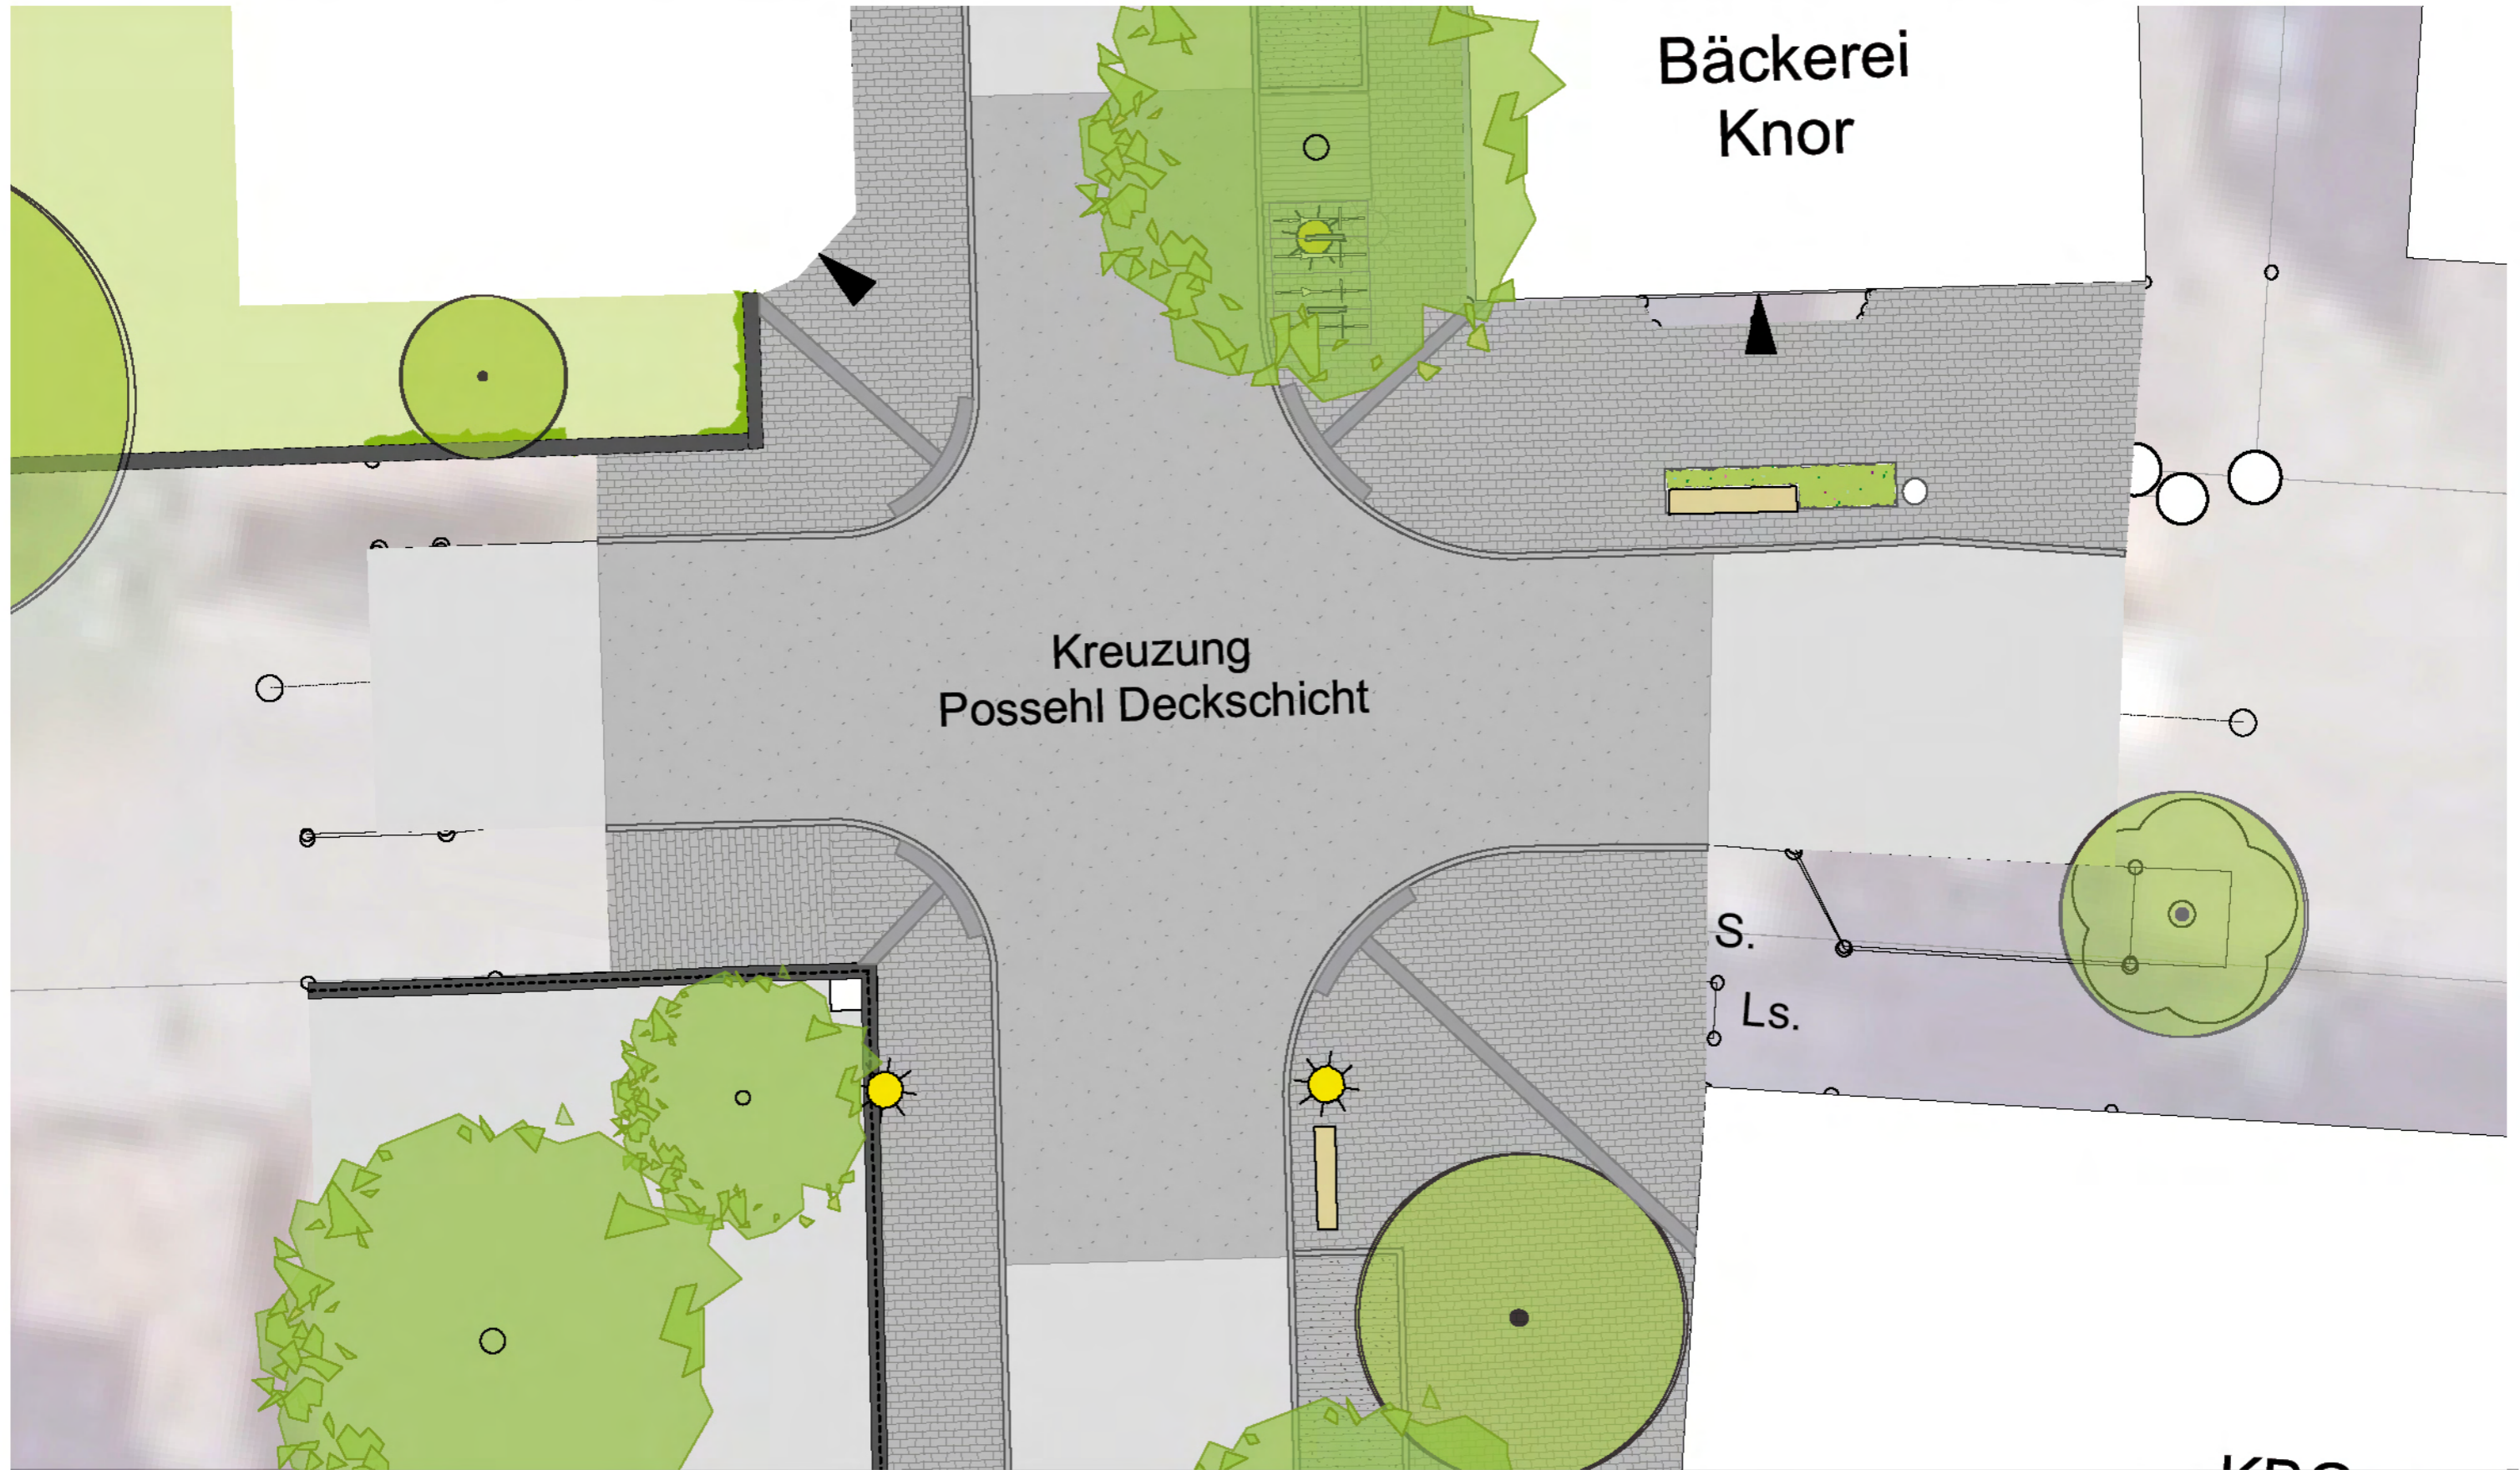 Bäckerei
Knor
Kreuzung
Possehl Deckschicht
S.
Ls.